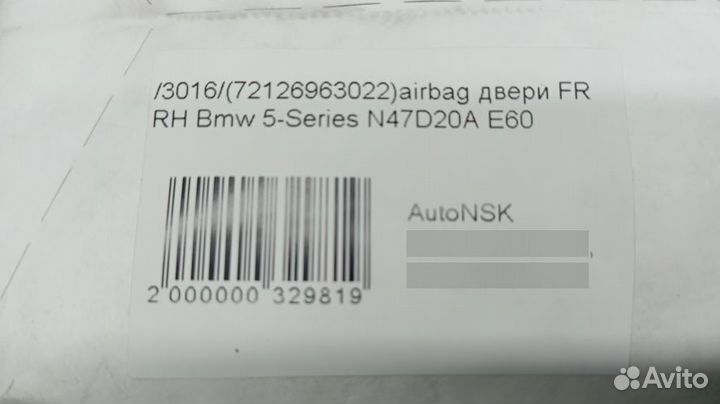 /3016/(72126963022)airbag двери FR
RH Bmw 5-Series N47D20A E60
AutoNSK
,
2 000000 329819
Avito